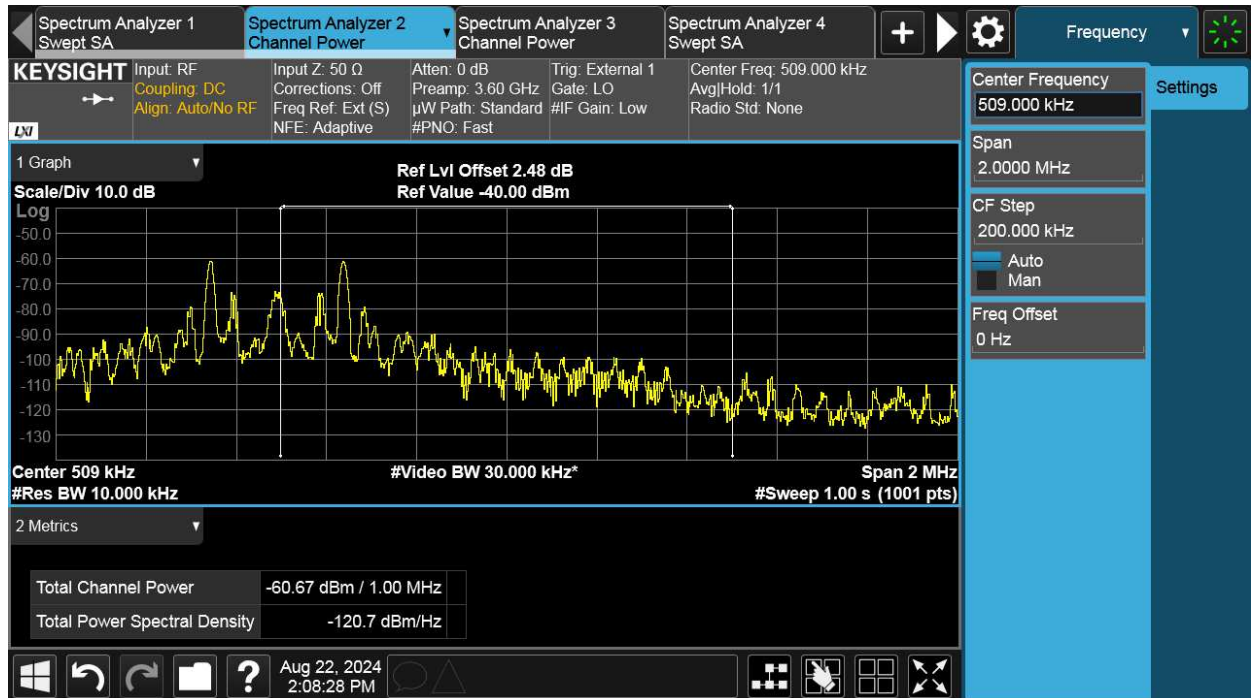 Spectrum Analyzer 1
Swept SA
Spectrum Analyzer 2
Channel Power
Spectrum Analyzer 3
Channel Power
Spectrum Analyzer 4
Swept SA
+
Frequency
KEYSIGHT
LXI
Input: RF
Coupling: DC
Align: Auto/No RF
Input Z: 50 Ω
Corrections: Off
Freq Ref: Ext (S)
NFE: Adaptive
Atten: 0 dB
Preamp: 3.60 GHz
µW Path: Standard
#PNO: Fast
Trig: External 1
Gate: LO
#IF Gain: Low
Center Freq: 509.000 kHz
Avg|Hold: 1/1
Radio Std: None
Center Frequency
509.000 kHz
Settings
Span
2.0000 MHz
CF Step
200.000 kHz
Auto
Man
Freq Offset
0 Hz
1 Graph
Scale/Div 10.0 dB
Ref Lvl Offset 2.48 dB
Ref Value -40.00 dBm
Log
-50.0
-60.0
-70.0
-80.0
-90.0
-100
-110
-120
-130
Center 509 kHz
#Video BW 30.000 kHz*
Span 2 MHz
#Res BW 10.000 kHz
#Sweep 1.00 s (1001 pts)
2 Metrics
Total Channel Power -60.67 dBm / 1.00 MHz
Total Power Spectral Density -120.7 dBm/Hz
?
Aug 22, 2024
2:08:28 PM